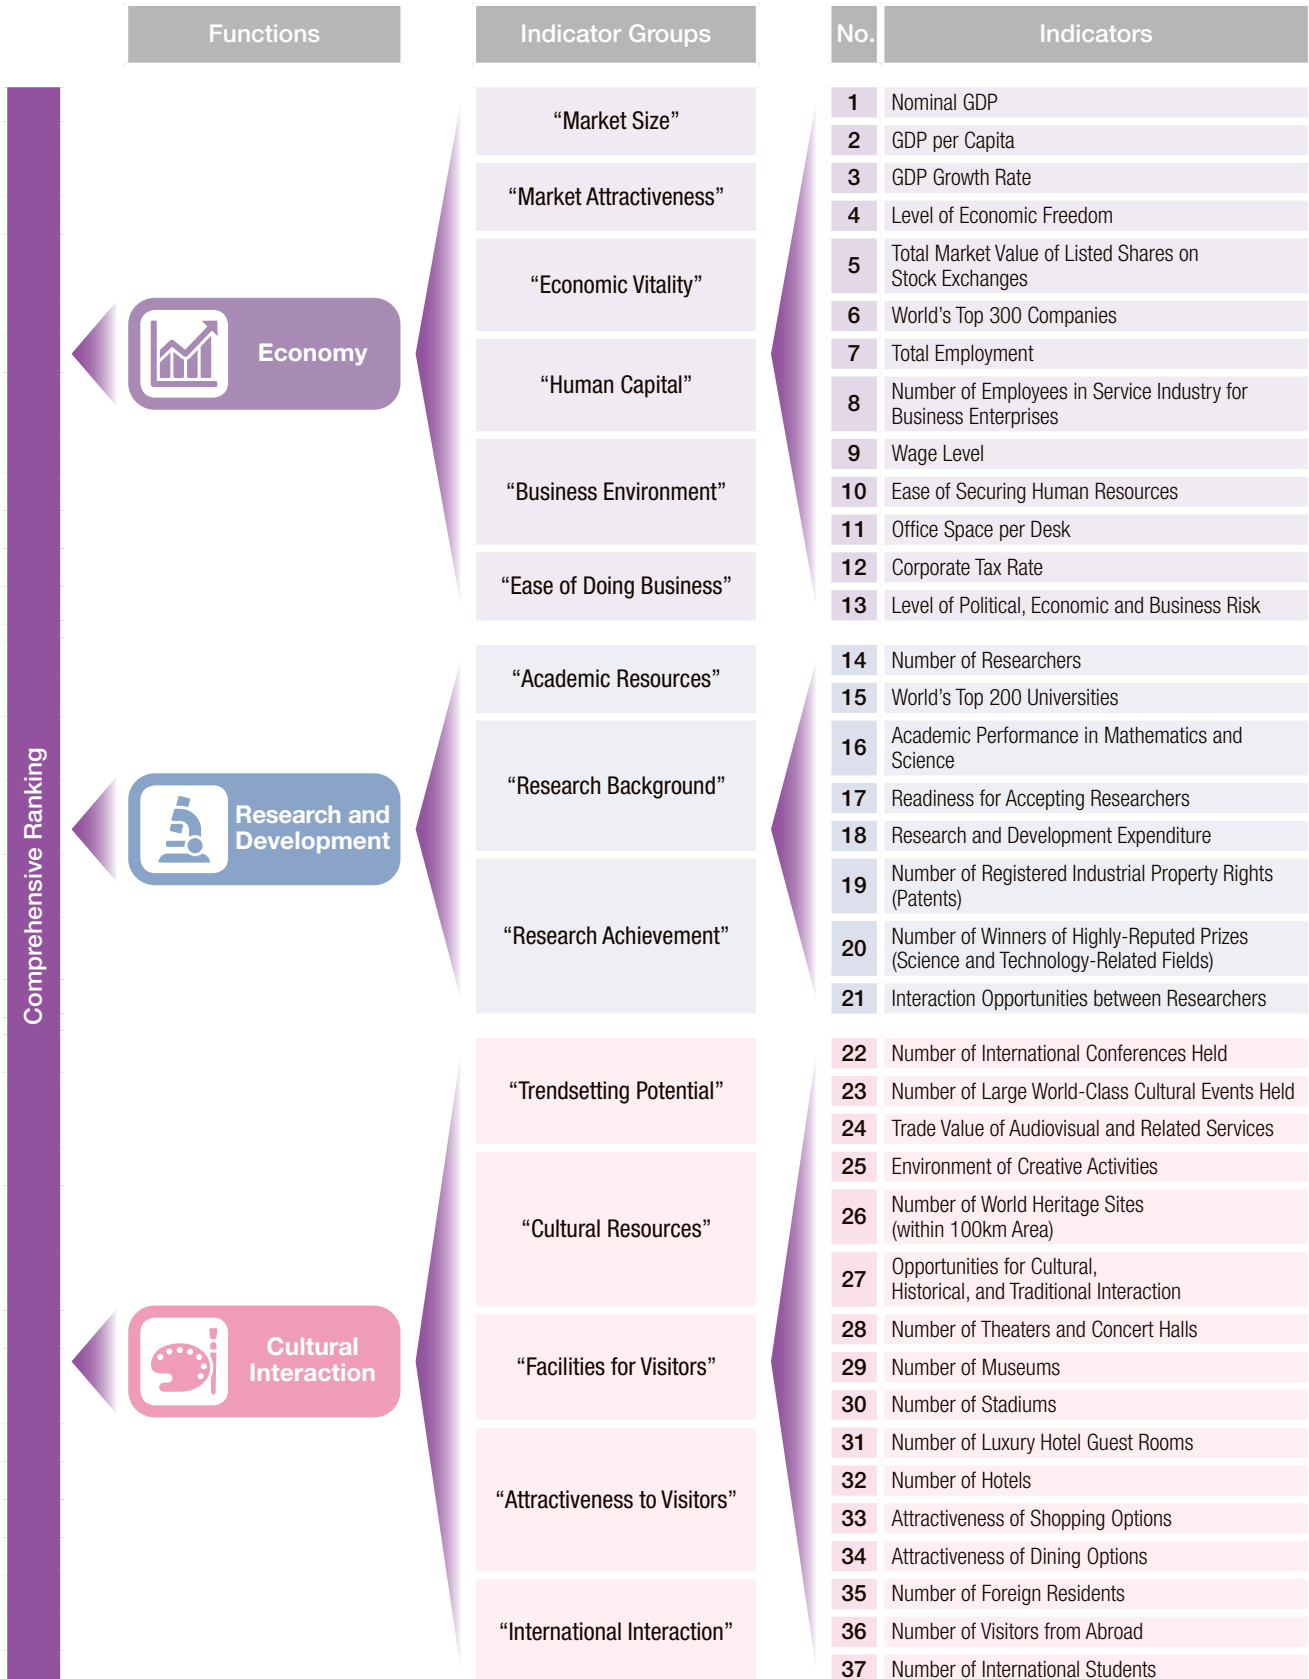 Functions
Indicator Groups
No.
Indicators
Comprehensive Ranking
Economy
“Market Size”
1 Nominal GDP
2 GDP per Capita
“Market Attractiveness”
3 GDP Growth Rate
4 Level of Economic Freedom
“Economic Vitality”
5 Total Market Value of Listed Shares on
Stock Exchanges
6 World’s Top 300 Companies
“Human Capital”
7 Total Employment
8 Number of Employees in Service Industry for
Business Enterprises
“Business Environment”
9 Wage Level
10 Ease of Securing Human Resources
11 Office Space per Desk
“Ease of Doing Business”
12 Corporate Tax Rate
13 Level of Political, Economic and Business Risk
Research and
Development
“Academic Resources”
14 Number of Researchers
15 World’s Top 200 Universities
“Research Background”
16 Academic Performance in Mathematics and
Science
17 Readiness for Accepting Researchers
18 Research and Development Expenditure
“Research Achievement”
19 Number of Registered Industrial Property Rights
(Patents)
20 Number of Winners of Highly-Reputed Prizes
(Science and Technology-Related Fields)
21 Interaction Opportunities between Researchers
Cultural
Interaction
“Trendsetting Potential”
22 Number of International Conferences Held
23 Number of Large World-Class Cultural Events Held
24 Trade Value of Audiovisual and Related Services
“Cultural Resources”
25 Environment of Creative Activities
26 Number of World Heritage Sites
(within 100km Area)
27 Opportunities for Cultural,
Historical, and Traditional Interaction
“Facilities for Visitors”
28 Number of Theaters and Concert Halls
29 Number of Museums
30 Number of Stadiums
“Attractiveness to Visitors”
31 Number of Luxury Hotel Guest Rooms
32 Number of Hotels
33 Attractiveness of Shopping Options
34 Attractiveness of Dining Options
“International Interaction”
35 Number of Foreign Residents
36 Number of Visitors from Abroad
37 Number of International Students